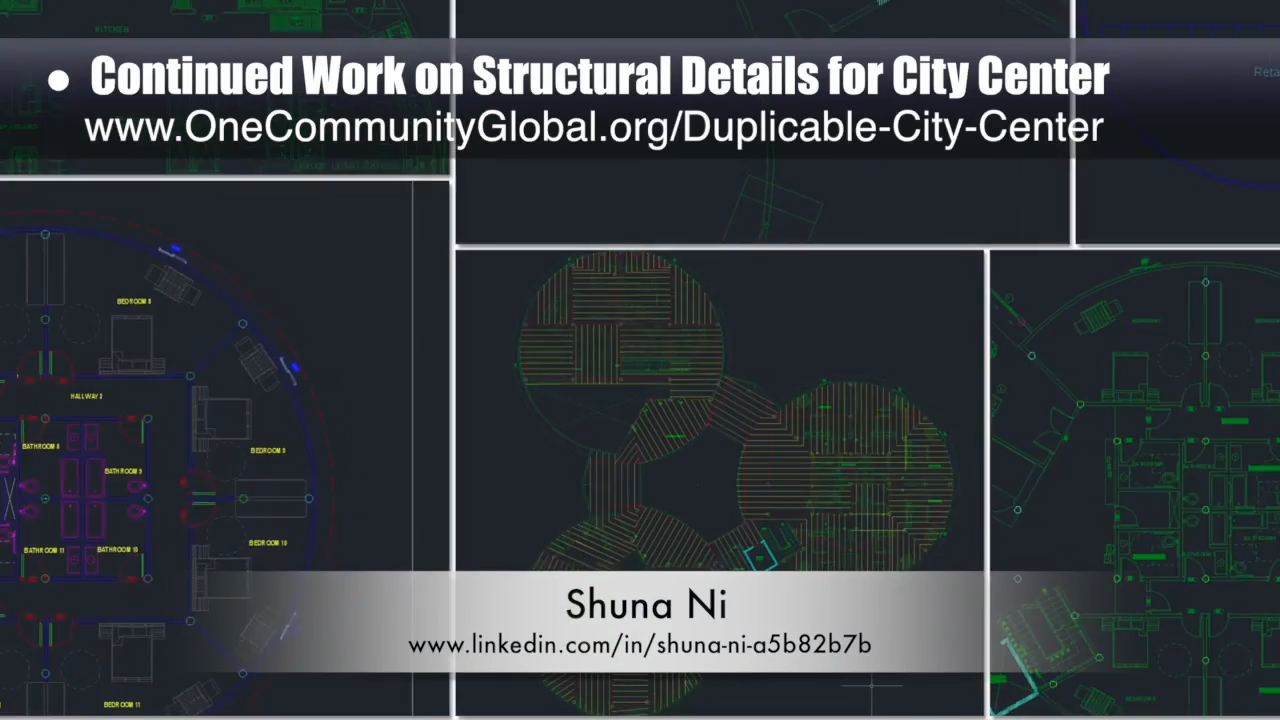 KITCHEN
• Continued Work on Structural Details for City Center
www.OneCommunityGlobal.org/Duplicable-City-Center
Reta
BEDROOM 8
HALLWAY 2
BATHROOM 8
BATHROOM 9
BEDROOM 9
BATHROOM 11
BATHROOM 10
BEDROOM 10
BEDROOM 11
Shuna Ni
www.linkedin.com/in/shuna-ni-a5b82b7b